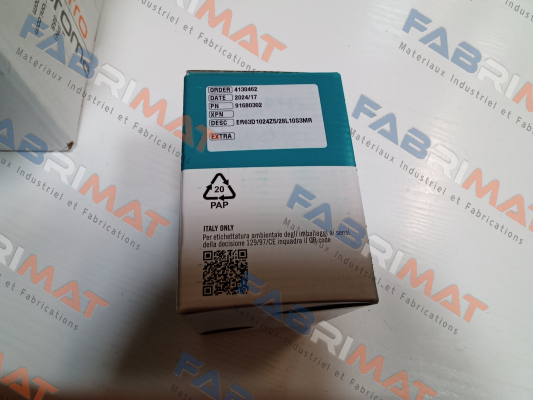 ORDER 4130462
DATE 2024/17
PN 91680302
XPN
DESC ER63D1024Z5/28L10S3MR
EXTRA
20
PAP
ITALY ONLY
Per etichettatura ambientale degli imballaggi ai sensi
della decisione 129/97/CE inquadra il QR code
FABRIMAT
Materiaux Industriel et Fabrications